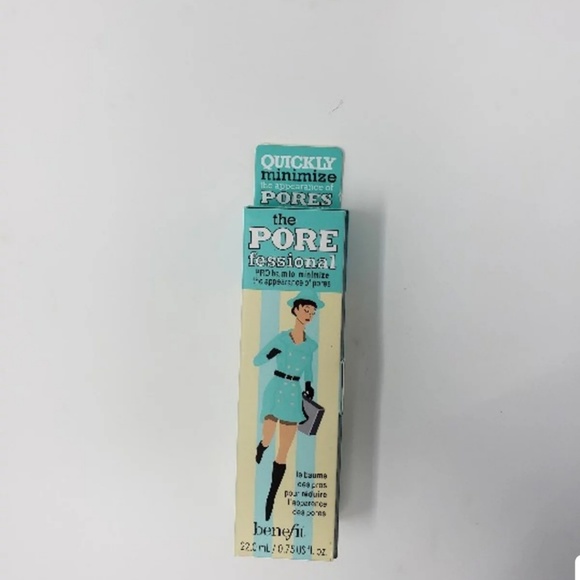 QUICKLY
minimize
the appearance of
PORES
the
PORE
fessional
PRO balm to minimize
the appearance of pores
le baume
des pros
pour réduire
l'apparence
des pores
benefit
22.0 mL / 0.75 US fl. oz.